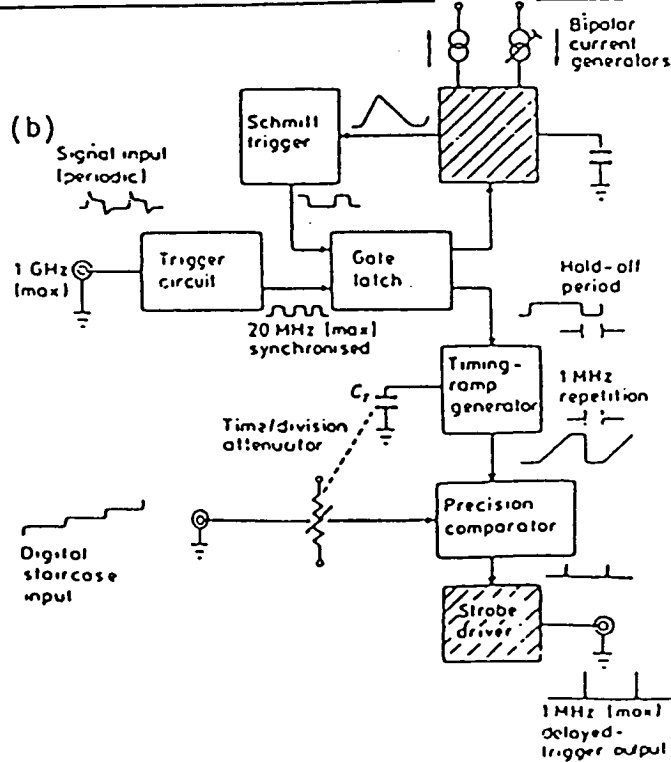 Bipolar
current
generators
(b)
Schmitt
trigger
Signal input
(periodic)
1 GHz
(max)
Trigger
circuit
Gate
latch
20 MHz (max)
synchronised
Hold-off
period
Timing-
ramp
generator
1 MHz
repetition
CT
Time/division
attenuator
Precision
comparator
Digital
staircase
input
Strobe
driver
1 MHz (max)
delayed-
trigger output